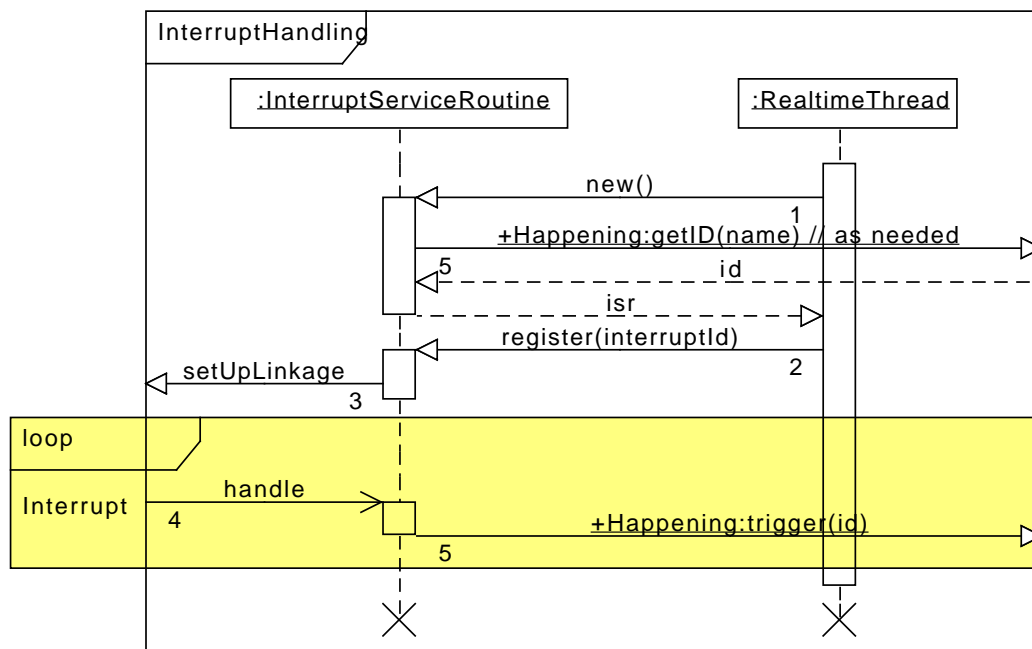 InterruptHandling
:InterruptServiceRoutine
:RealtimeThread
new()
1
+Happening:getID(name) // as needed
5
id
isr
register(interruptId)
2
setUpLinkage
3
loop
Interrupt
handle
4
+Happening:trigger(id)
5